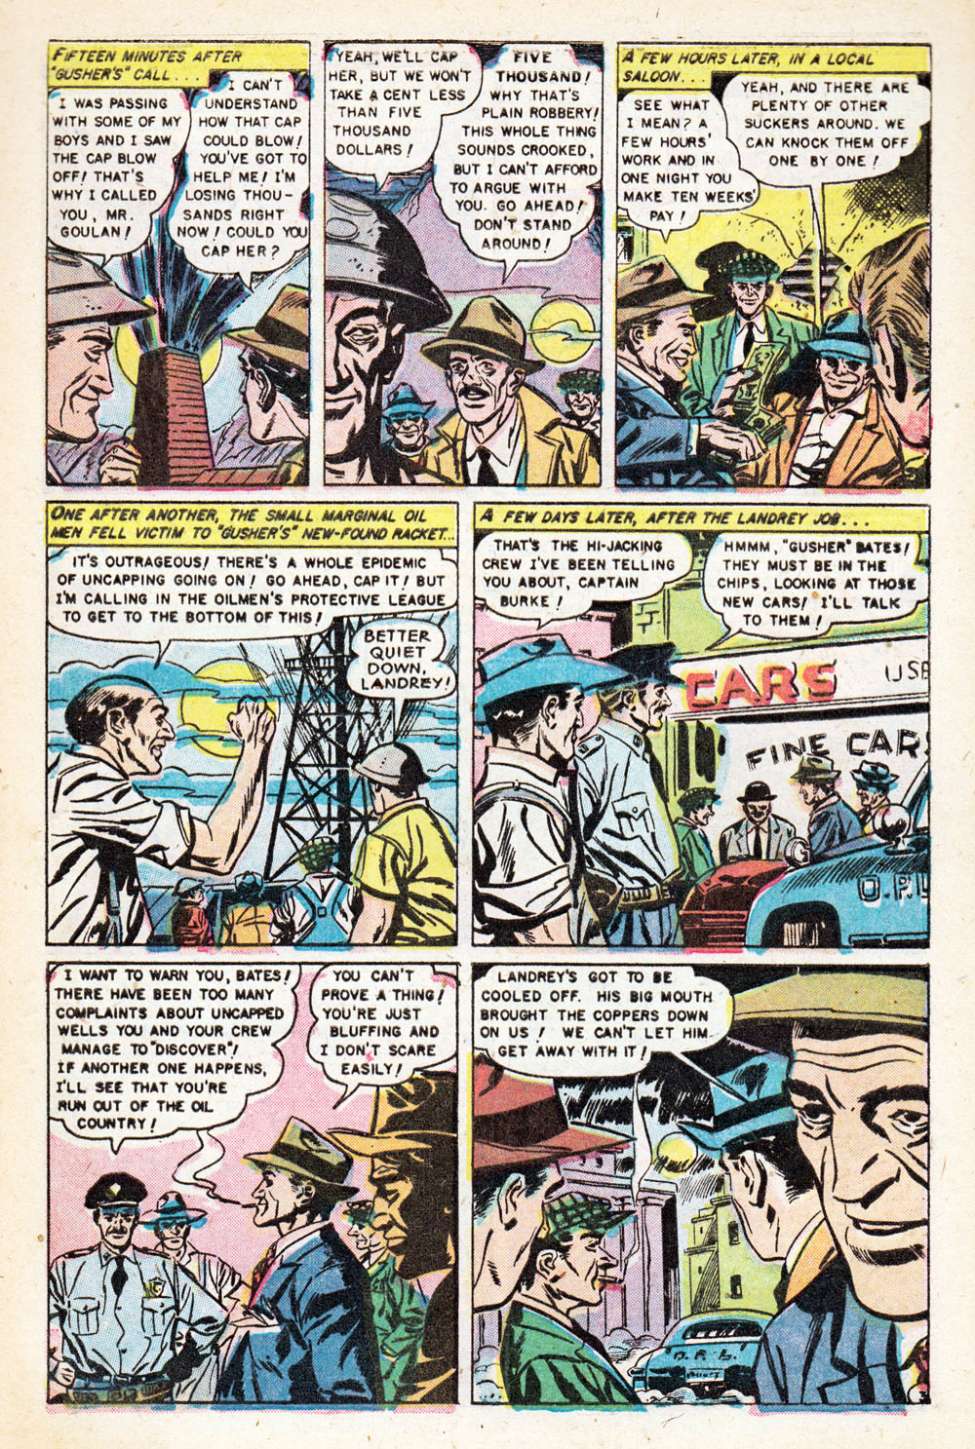 FIFTEEN MINUTES AFTER
"GUSHER'S" CALL...
I WAS PASSING
WITH SOME OF MY
BOYS AND I SAW
THE CAP BLOW
OFF! THAT'S
WHY I CALLED
YOU, MR.
GOULAN!
I CAN'T
UNDERSTAND
HOW THAT CAP
COULD BLOW!
YOU'VE GOT TO
HELP ME! I'M
LOSING THOU-
SANDS RIGHT
NOW! COULD YOU
CAP HER?
YEAH, WE'LL CAP
HER, BUT WE WON'T
TAKE A CENT LESS
THAN FIVE
THOUSAND
DOLLARS!
FIVE
THOUSAND!
WHY THAT'S
PLAIN ROBBERY!
THIS WHOLE THING
SOUNDS CROOKED,
BUT I CAN'T AFFORD
TO ARGUE WITH
YOU. GO AHEAD!
DON'T STAND
AROUND!
A FEW HOURS LATER, IN A LOCAL
SALOON...
SEE WHAT
I MEAN? A
FEW HOURS'
WORK AND IN
ONE NIGHT YOU
MAKE TEN WEEKS'
PAY!
YEAH, AND THERE ARE
PLENTY OF OTHER
SUCKERS AROUND. WE
CAN KNOCK THEM OFF
ONE BY ONE!
ONE AFTER ANOTHER, THE SMALL MARGINAL OIL
MEN FELL VICTIM TO "GUSHER'S" NEW-FOUND RACKET...
IT'S OUTRAGEOUS! THERE'S A WHOLE EPIDEMIC
OF UNCAPPING GOING ON! GO AHEAD, CAP IT! BUT
I'M CALLING IN THE OILMEN'S PROTECTIVE LEAGUE
TO GET TO THE BOTTOM OF THIS!
BETTER
QUIET
DOWN,
LANDREY!
A FEW DAYS LATER, AFTER THE LANDREY JOB...
THAT'S THE HI-JACKING
CREW I'VE BEEN TELLING
YOU ABOUT, CAPTAIN
BURKE!
HMMM, "GUSHER" BATES!
THEY MUST BE IN THE
CHIPS, LOOKING AT THOSE
NEW CARS! I'LL TALK
TO THEM!
CARS
USE
FINE CARS
O.P.L
I WANT TO WARN YOU, BATES!
THERE HAVE BEEN TOO MANY
COMPLAINTS ABOUT UNCAPPED
WELLS YOU AND YOUR CREW
MANAGE TO "DISCOVER"!
IF ANOTHER ONE HAPPENS,
I'LL SEE THAT YOU'RE
RUN OUT OF THE OIL
COUNTRY!
YOU CAN'T
PROVE A THING!
YOU'RE JUST
BLUFFING AND
I DON'T SCARE
EASILY!
LANDREY'S GOT TO BE
COOLED OFF. HIS BIG MOUTH
BROUGHT THE COPPERS DOWN
ON US! WE CAN'T LET HIM
GET AWAY WITH IT!
3